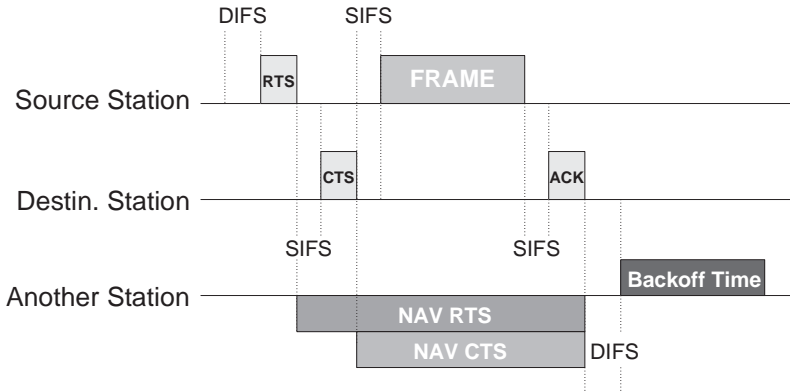 DIFS SIFS
RTS
FRAME
Source Station
CTS
ACK
Destin. Station
SIFS SIFS
Backoff Time
Another Station
NAV RTS
NAV CTS
DIFS